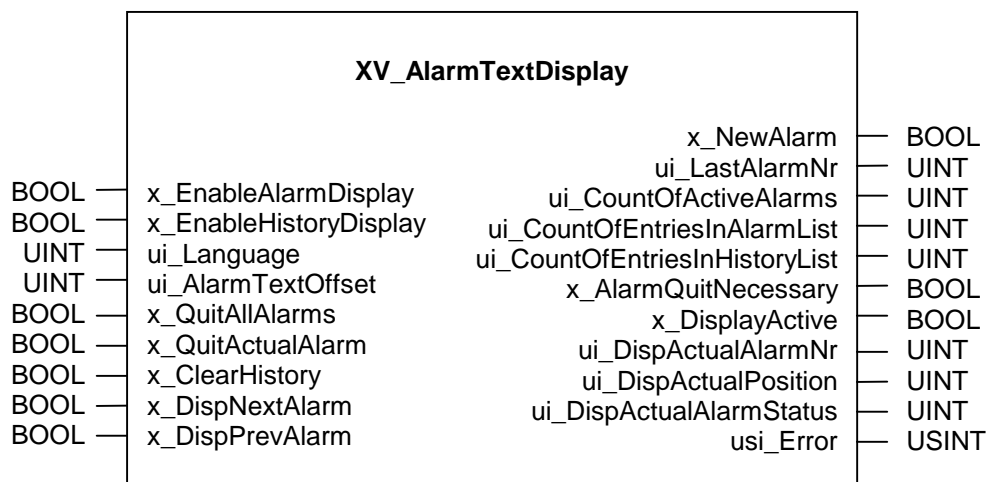 XV_AlarmTextDisplay
x_NewAlarm BOOL
ui_LastAlarmNr UINT
BOOL x_EnableAlarmDisplay ui_CountOfActiveAlarms UINT
BOOL x_EnableHistoryDisplay ui_CountOfEntriesInAlarmList UINT
UINT ui_Language ui_CountOfEntriesInHistoryList UINT
UINT ui_AlarmTextOffset x_AlarmQuitNecessary BOOL
BOOL x_QuitAllAlarms x_DisplayActive BOOL
BOOL x_QuitActualAlarm ui_DispActualAlarmNr UINT
BOOL x_ClearHistory ui_DispActualPosition UINT
BOOL x_DispNextAlarm ui_DispActualAlarmStatus UINT
BOOL x_DispPrevAlarm usi_Error USINT